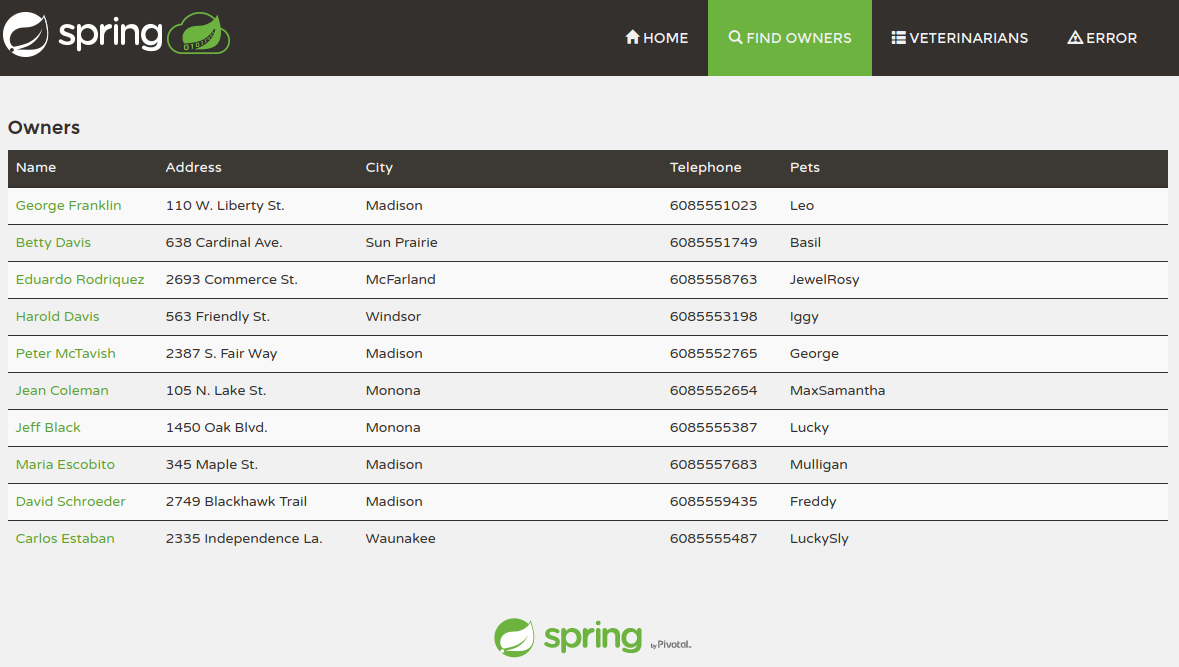 spring
HOME FIND OWNERS VETERINARIANS ERROR
Owners
Name Address City Telephone Pets
George Franklin 110 W. Liberty St. Madison 6085551023 Leo
Betty Davis 638 Cardinal Ave. Sun Prairie 6085551749 Basil
Eduardo Rodriquez 2693 Commerce St. McFarland 6085558763 JewelRosy
Harold Davis 563 Friendly St. Windsor 6085553198 Iggy
Peter McTavish 2387 S. Fair Way Madison 6085552765 George
Jean Coleman 105 N. Lake St. Monona 6085552654 MaxSamantha
Jeff Black 1450 Oak Blvd. Monona 6085555387 Lucky
Maria Escobito 345 Maple St. Madison 6085557683 Mulligan
David Schroeder 2749 Blackhawk Trail Madison 6085559435 Freddy
Carlos Estaban 2335 Independence La. Waunakee 6085555487 LuckySly
spring by Pivotal.